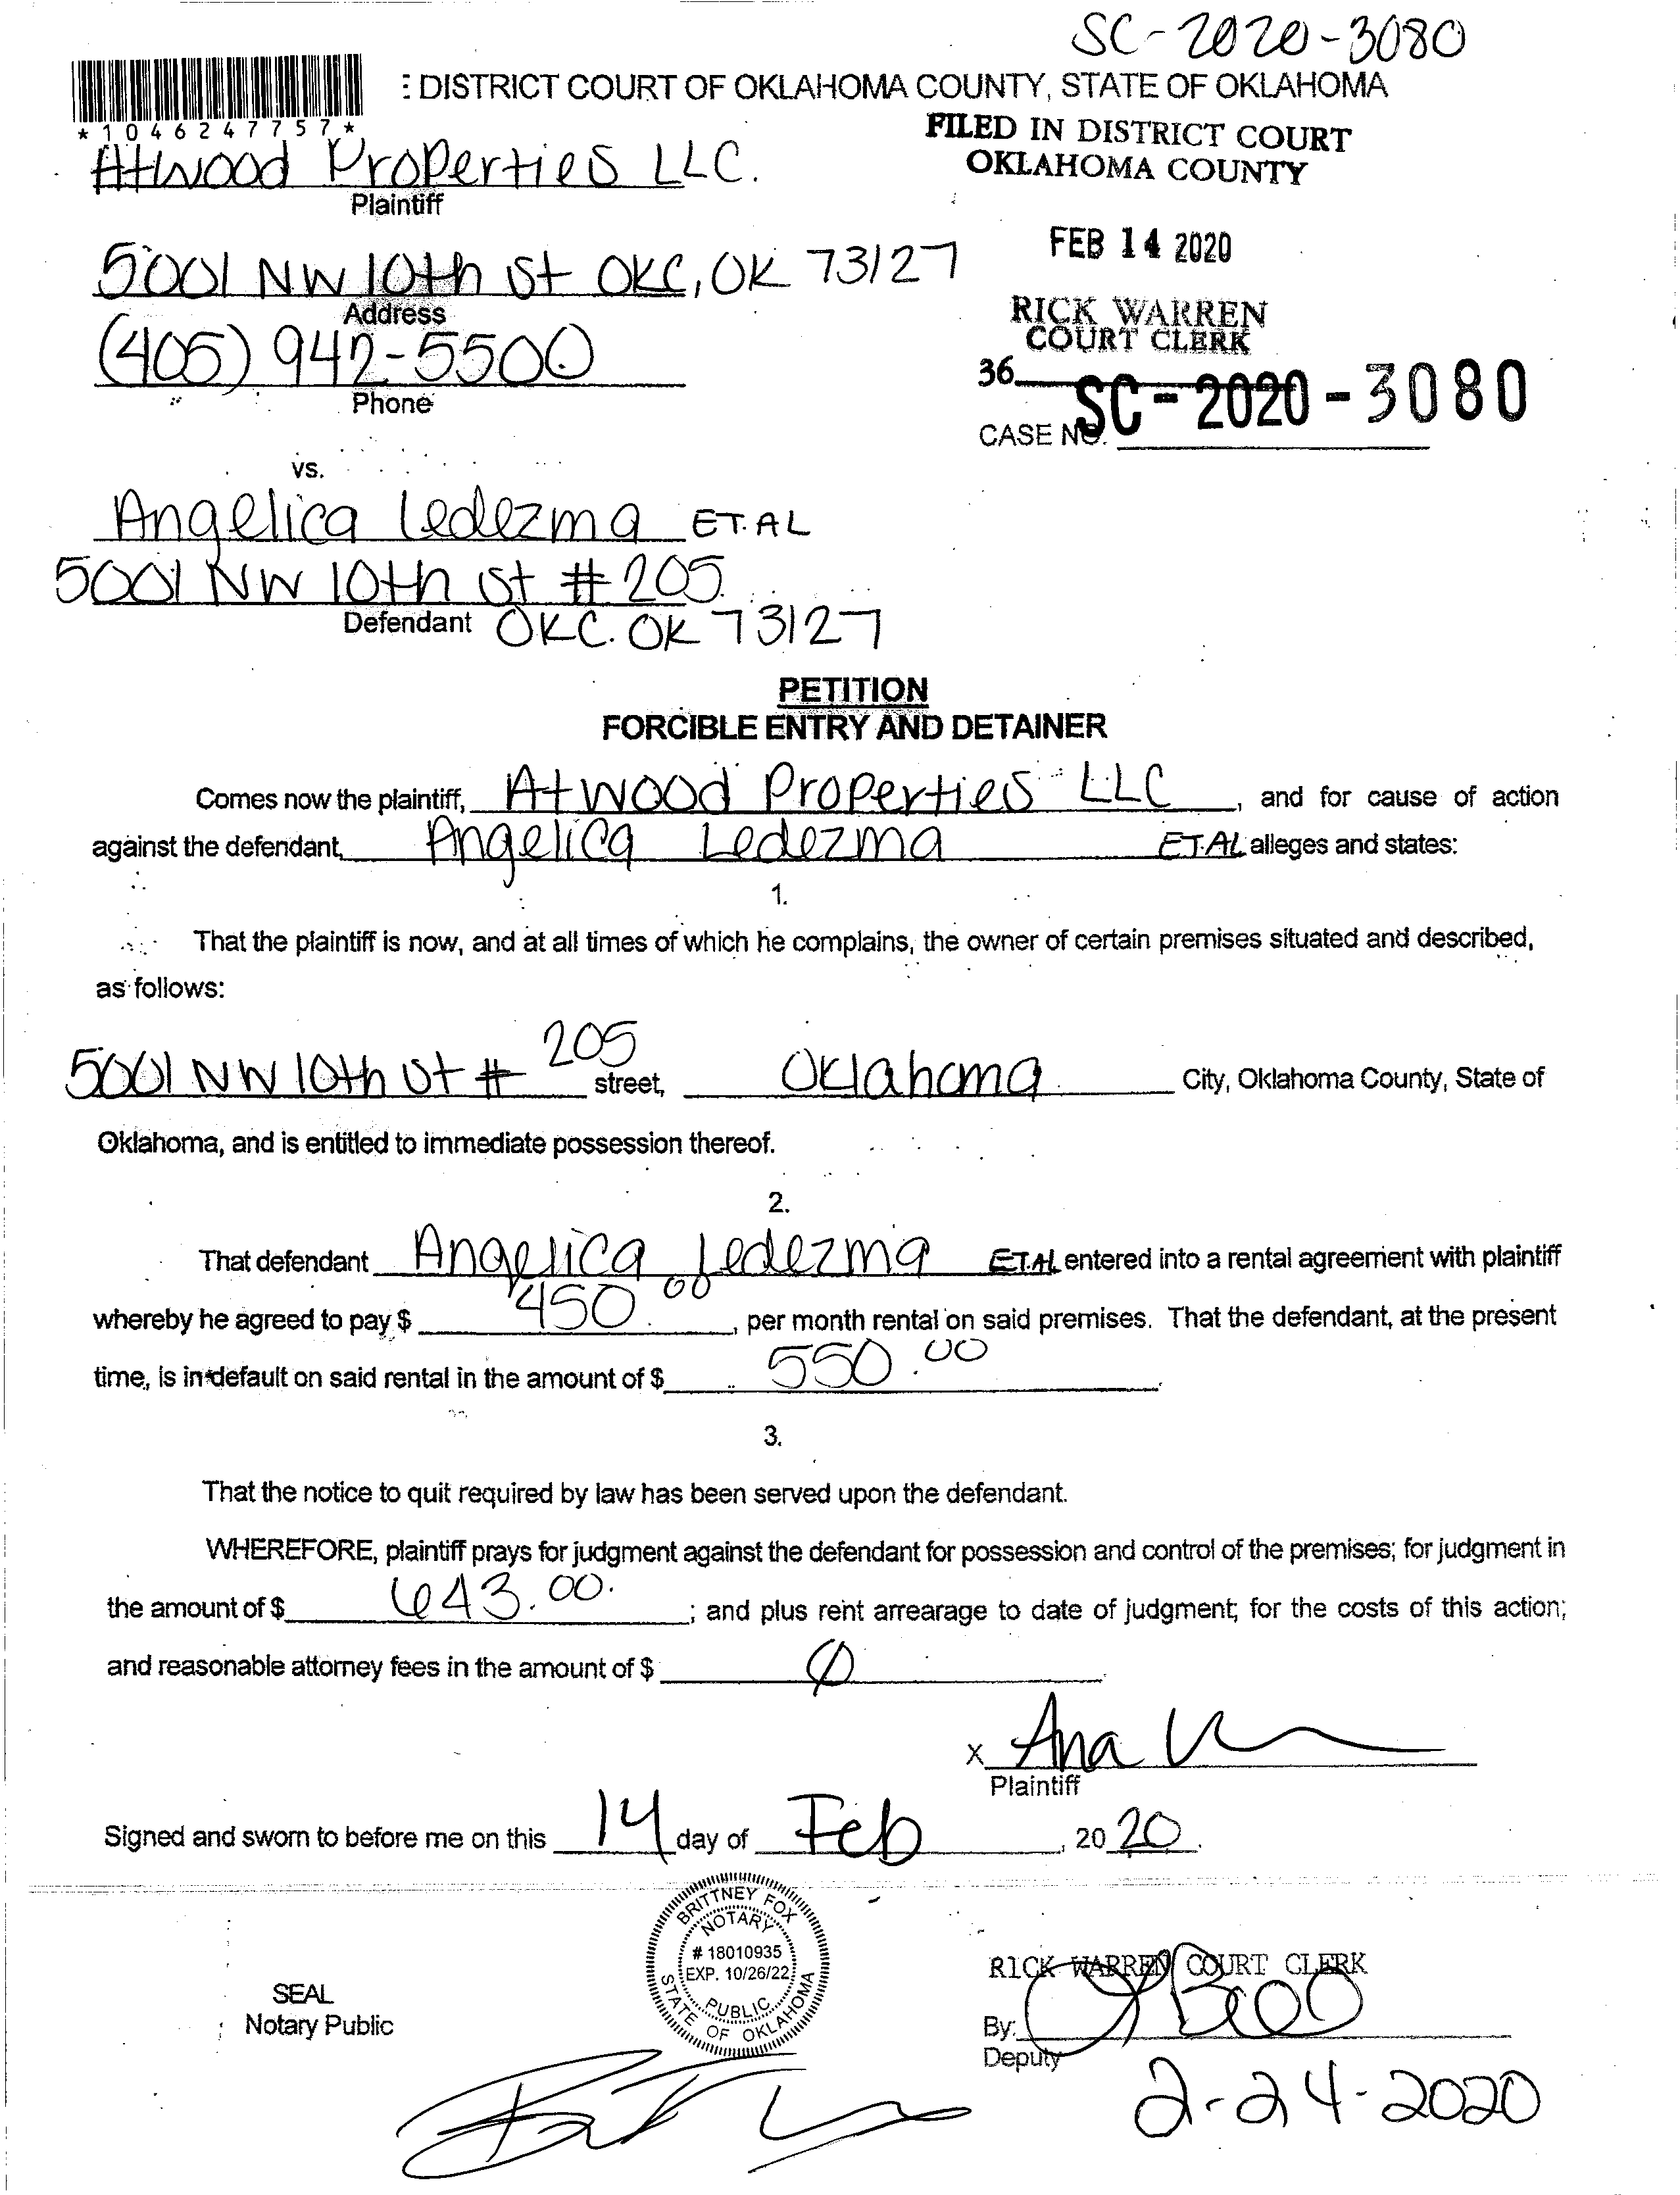 SC-2020-3080
: DISTRICT COURT OF OKLAHOMA COUNTY, STATE OF OKLAHOMA
*1046247757*
FILED IN DISTRICT COURT
OKLAHOMA COUNTY
Atwood Properties LLC.
Plaintiff
FEB 14 2020
5001 NW 10th St OKC, OK 73127
Address
RICK WARREN
COURT CLERK
(405) 942-5500
Phone
36
CASE NO. SC-2020-3080
vs.
Angelica Ledezma ET.AL
5001 NW 10th St #205
Defendant OKC. OK 73127
PETITION
FORCIBLE ENTRY AND DETAINER
Comes now the plaintiff, Atwood Properties LLC, and for cause of action
against the defendant, Angelica Ledezma ET.AL alleges and states:
1.
That the plaintiff is now, and at all times of which he complains, the owner of certain premises situated and described,
as follows:
5001 NW 10th St # 205 street, Oklahoma City, Oklahoma County, State of
Oklahoma, and is entitled to immediate possession thereof.
2.
That defendant Angelica Ledezma ET.AL entered into a rental agreement with plaintiff
whereby he agreed to pay $ 450.00, per month rental on said premises. That the defendant, at the present
time, is in default on said rental in the amount of $ 550.00.
3.
That the notice to quit required by law has been served upon the defendant.
WHEREFORE, plaintiff prays for judgment against the defendant for possession and control of the premises; for judgment in
the amount of $ 643.00.; and plus rent arrearage to date of judgment; for the costs of this action;
and reasonable attorney fees in the amount of $ 0.
X Ana
Plaintiff
Signed and sworn to before me on this 14 day of Feb, 2020.
BRITTNEY FOX
NOTARY
# 18010935
EXP. 10/26/22
PUBLIC
STATE OF OKLAHOMA
SEAL
Notary Public
RICK WARREN COURT CLERK
By:
Deputy
2-24-2020